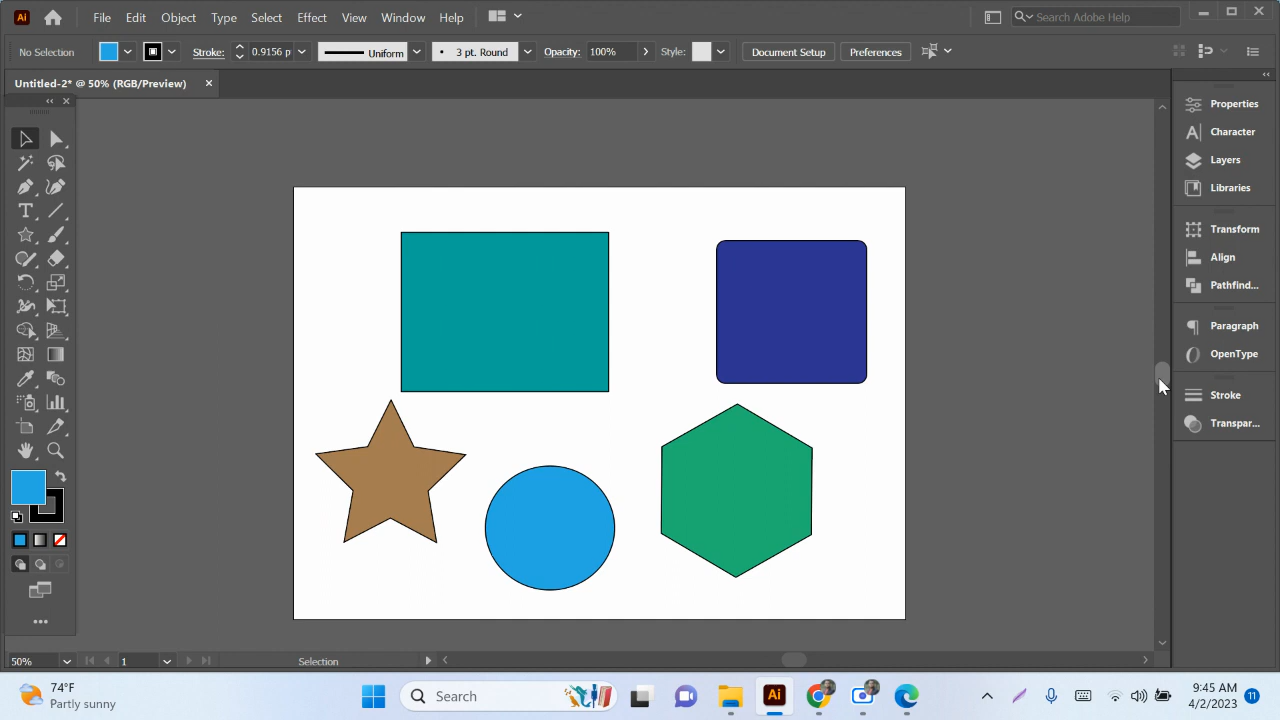 Ai File Edit Object Type Select Effect View Window Help Search Adobe Help
No Selection Stroke: 0.9156 p Uniform 3 pt. Round Opacity: 100% Style: Document Setup Preferences
Untitled-2* @ 50% (RGB/Preview)
Properties
Character
Layers
Libraries
Transform
Align
Pathfind...
Paragraph
OpenType
Stroke
Transpar...
50% 1 Selection
74°F
Partly sunny
Search
Ai
9:45 AM
4/2/2023
11